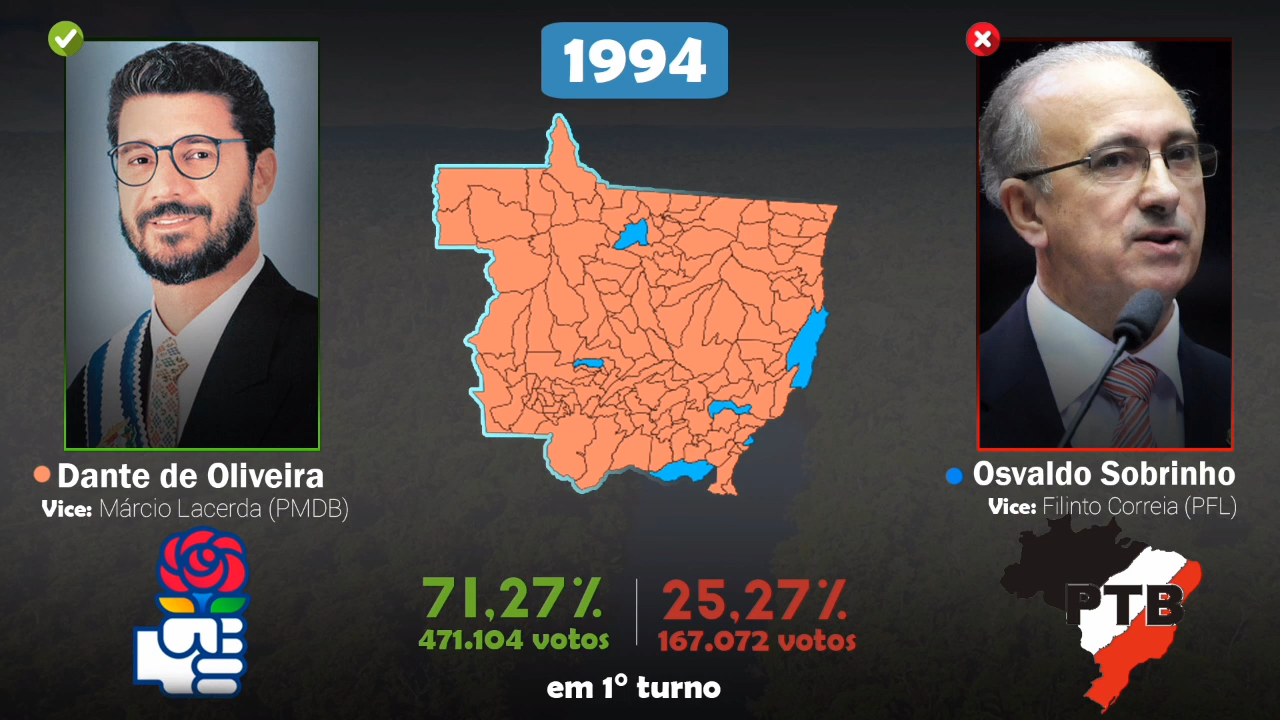 1994
Dante de Oliveira
Vice: Márcio Lacerda (PMDB)
Osvaldo Sobrinho
Vice: Filinto Correia (PFL)
PTB
71,27%
25,27%
471.104 votos
167.072 votos
em 1º turno